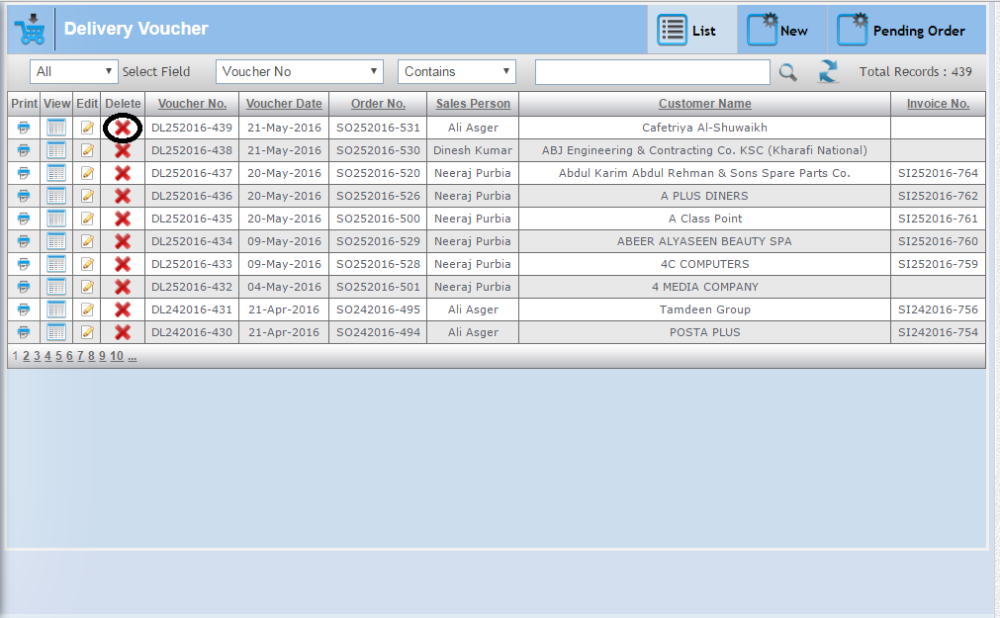 Delivery Voucher List New Pending Order
All Select Field Voucher No Contains Total Records : 439
Print View Edit Delete Voucher No. Voucher Date Order No. Sales Person Customer Name Invoice No.
DL252016-439 21-May-2016 SO252016-531 Ali Asger Cafetriya Al-Shuwaikh
DL252016-438 21-May-2016 SO252016-530 Dinesh Kumar ABJ Engineering & Contracting Co. KSC (Kharafi National)
DL252016-437 20-May-2016 SO252016-520 Neeraj Purbia Abdul Karim Abdul Rehman & Sons Spare Parts Co. SI252016-764
DL252016-436 20-May-2016 SO252016-526 Neeraj Purbia A PLUS DINERS SI252016-762
DL252016-435 20-May-2016 SO252016-500 Neeraj Purbia A Class Point SI252016-761
DL252016-434 09-May-2016 SO252016-529 Neeraj Purbia ABEER ALYASEEN BEAUTY SPA SI252016-760
DL252016-433 09-May-2016 SO252016-528 Neeraj Purbia 4C COMPUTERS SI252016-759
DL252016-432 04-May-2016 SO252016-501 Neeraj Purbia 4 MEDIA COMPANY
DL242016-431 21-Apr-2016 SO242016-495 Ali Asger Tamdeen Group SI242016-756
DL242016-430 21-Apr-2016 SO242016-494 Ali Asger POSTA PLUS SI242016-754
1 2 3 4 5 6 7 8 9 10 ...